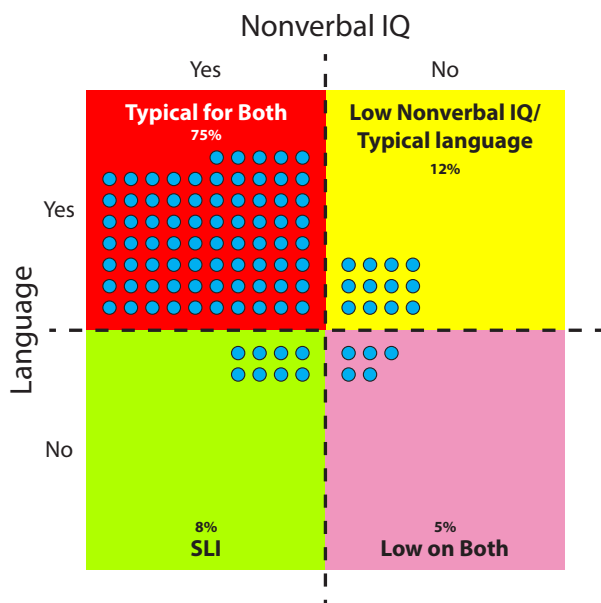 Nonverbal IQ
Yes
No
Typical for Both
75%
Low Nonverbal IQ/
Typical language
12%
Yes
Language
No
8%
SLI
5%
Low on Both